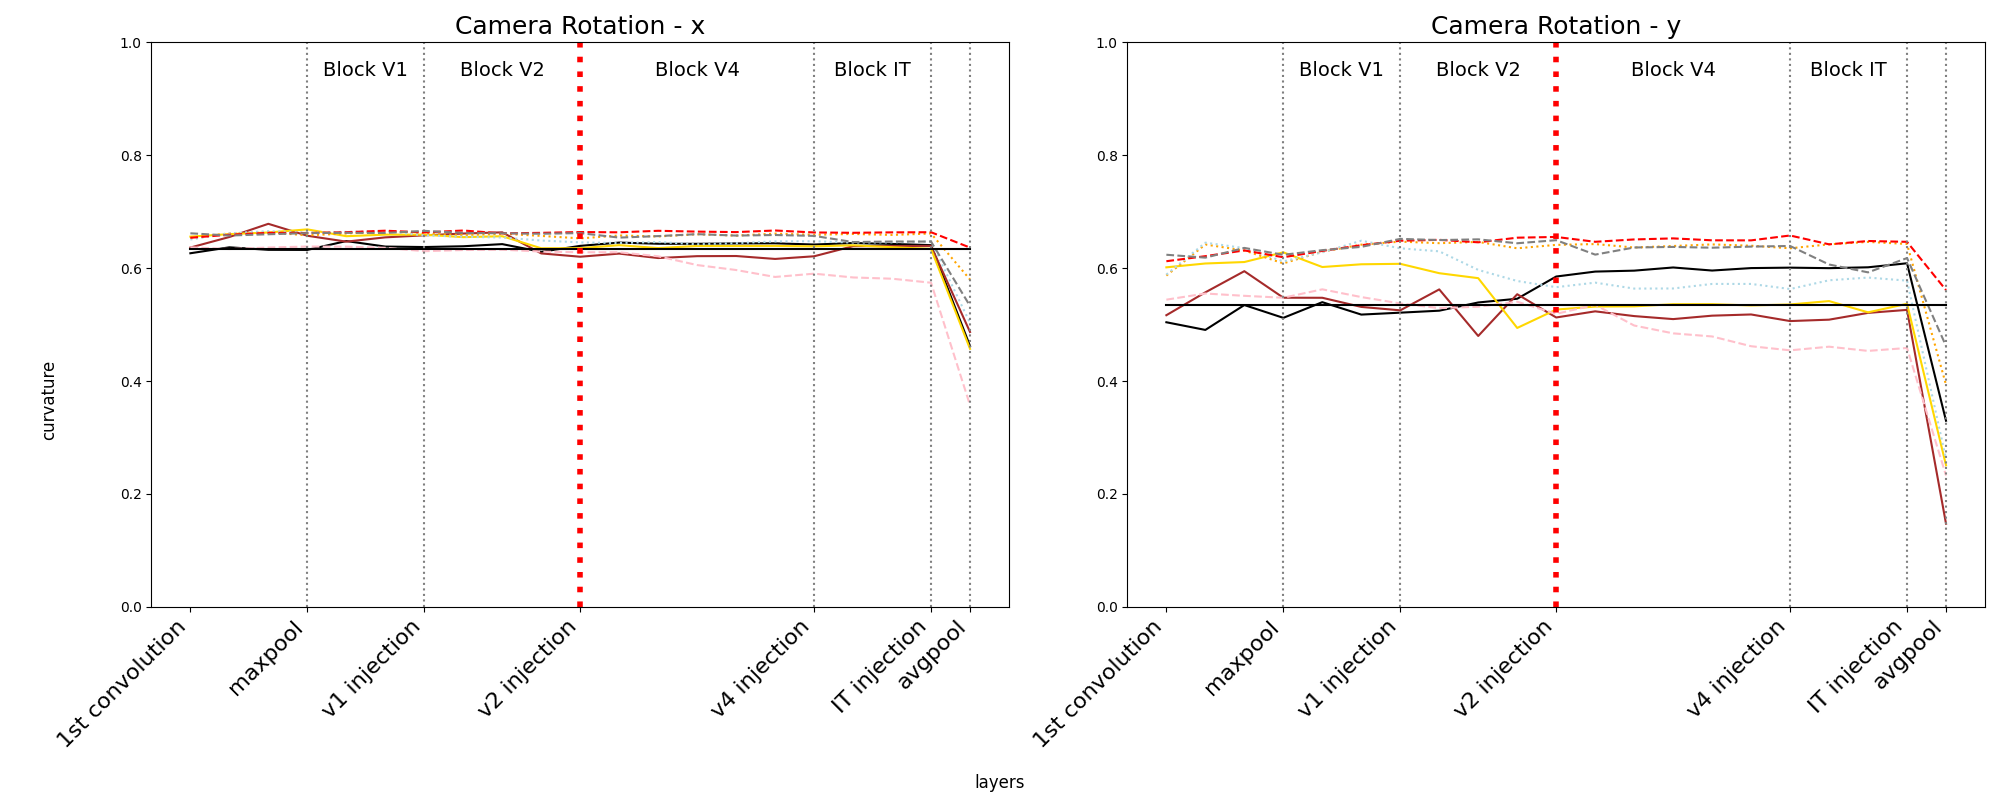 Camera Rotation - x
Camera Rotation - y
1.0
0.8
0.6
0.4
0.2
0.0
Block V1
Block V2
Block V4
Block IT
1.0
0.8
0.6
0.4
0.2
0.0
Block V1
Block V2
Block V4
Block IT
curvature
1st convolution
maxpool
v1 injection
v2 injection
v4 injection
IT injection
avgpool
1st convolution
maxpool
v1 injection
v2 injection
v4 injection
IT injection
avgpool
layers